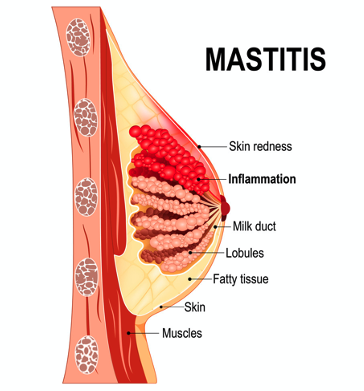 MASTITIS
Skin redness
Inflammation
Milk duct
Lobules
Fatty tissue
Skin
Muscles